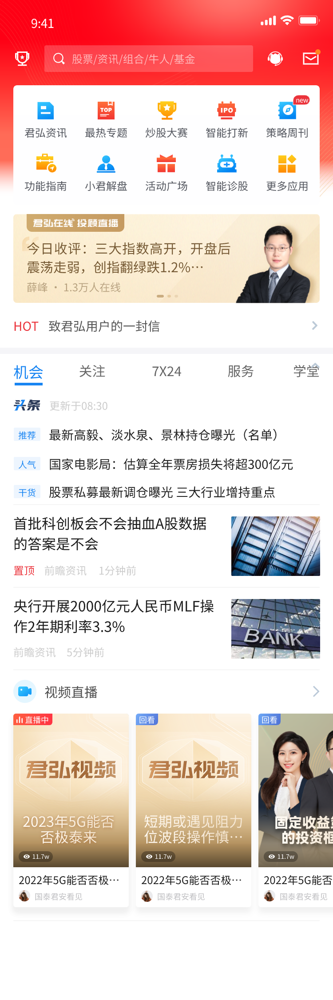 9:41
股票/资讯/组合/牛人/基金
new
TOP
IPO
君弘资讯 最热专题 炒股大赛 智能打新 策略周刊
功能指南 小君解盘 活动广场 智能诊股 更多应用
君弘在线 投顾直播
今日收评：三大指数高开，开盘后
震荡走弱，创指翻绿跌1.2%…
薛峰 · 1.3万人在线
HOT 致君弘用户的一封信
机会 关注 7X24 服务 学堂
头条 更新于08:30
推荐 最新高毅、淡水泉、景林持仓曝光（名单）
人气 国家电影局：估算全年票房损失将超300亿元
干货 股票私募最新调仓曝光 三大行业增持重点
首批科创板会不会抽血A股数据
的答案是不会
置顶 前瞻资讯 1分钟前
央行开展2000亿元人民币MLF操
作2年期利率3.3%
BANK
前瞻资讯 5分钟前
视频直播
直播中
君弘视频
2023年5G能否
否极泰来
11.7w
2022年5G能否否极…
国泰君安看见
回看
君弘视频
短期或遇见阻力
位波段操作慎…
11.7w
2022年5G能否否极…
国泰君安看见
回看
固定收益
的投资
11.7w
2022年5G能否
国泰君安看见